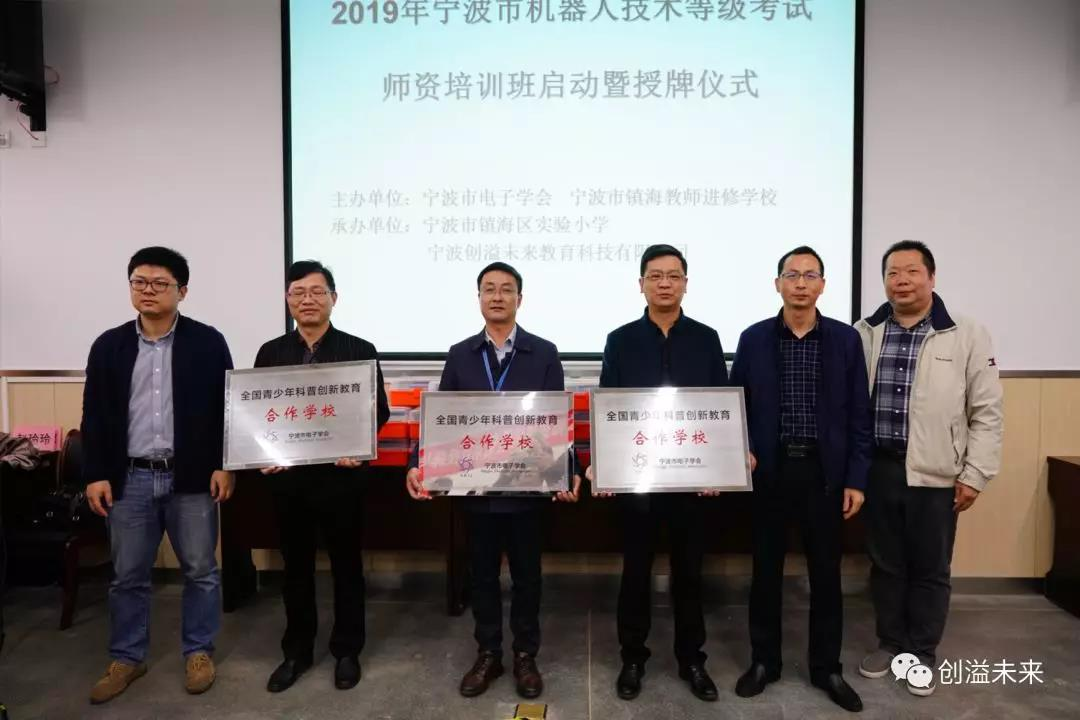 2019年宁波市机器人技术等级考试
师资培训班启动暨授牌仪式
主办单位：宁波市电子学会 宁波市镇海教师进修学校
承办单位：宁波市镇海区实验小学
宁波创溢未来教育科技有限
司
全国青少年科普创新教育
合作学校
宁波市电子学会
全国青少年科普创新教育
合作学校
宁波市电子学会
全国青少年科普创新教育
合作学校
宁波市电子学会
玲玲
创溢未来